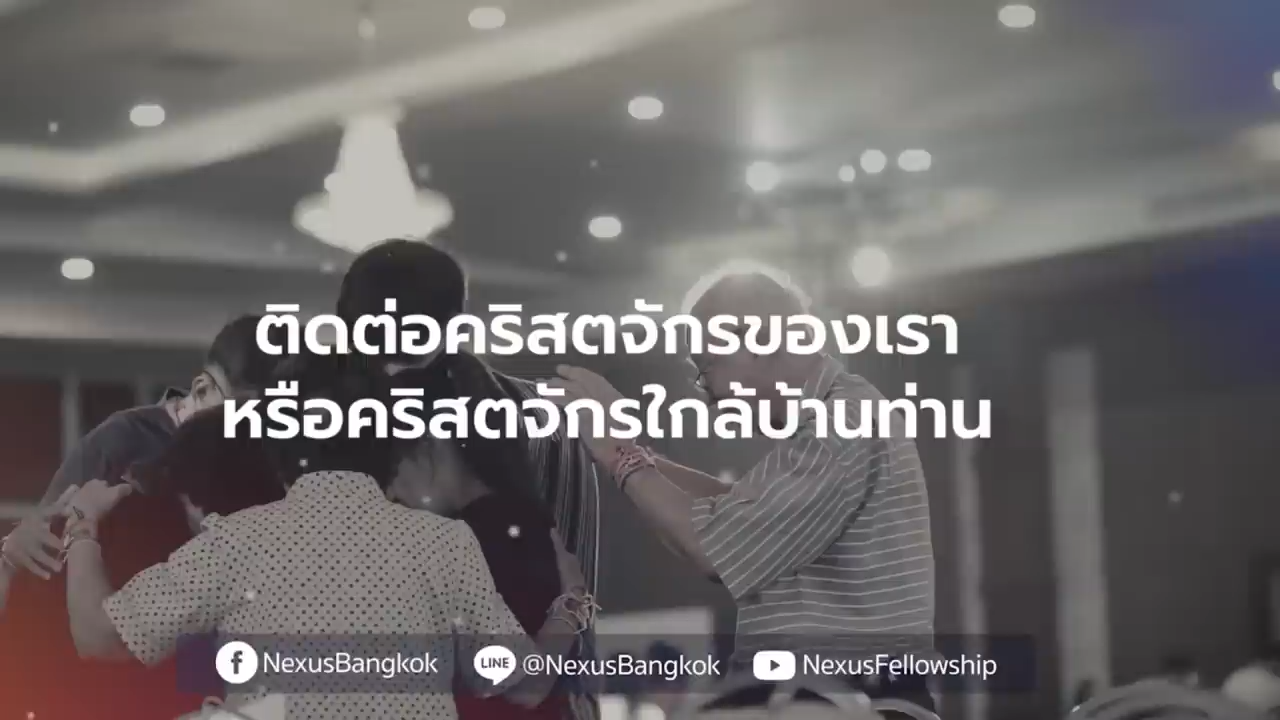 ติดต่อคริสตจักรของเรา
หรือคริสตจักรใกล้บ้านท่าน
NexusBangkok LINE @NexusBangkok NexusFellowship